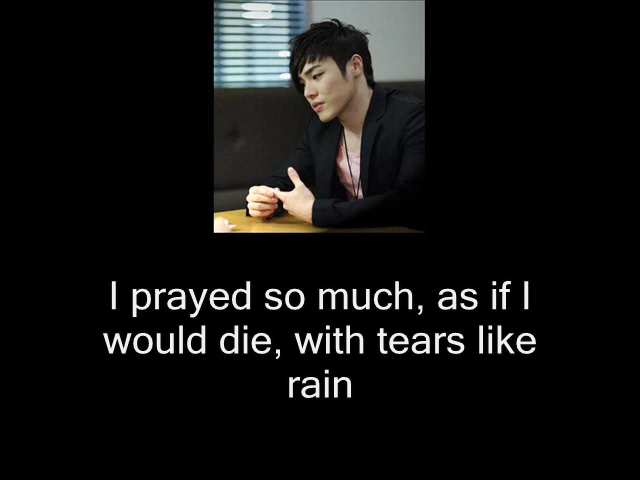 I prayed so much, as if I
would die, with tears like
rain